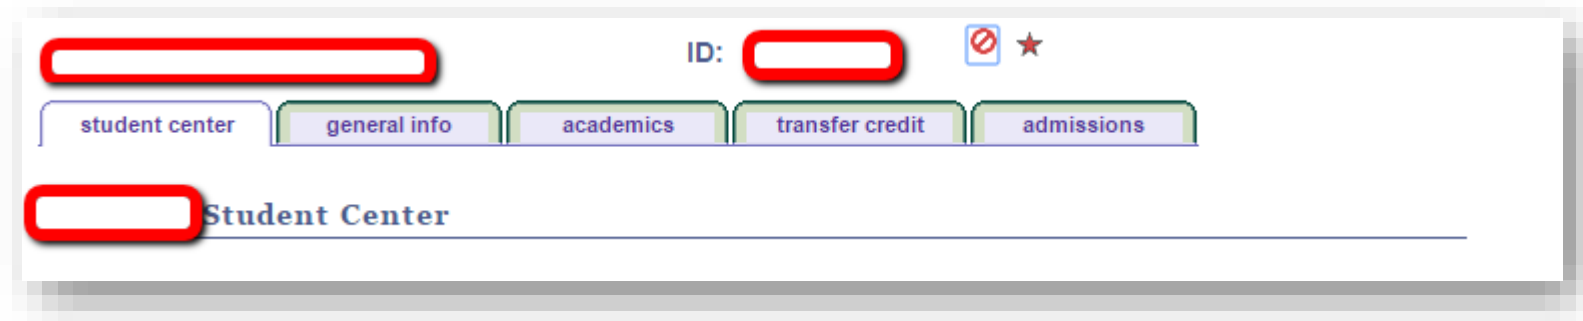 ID:
student center general info academics transfer credit admissions
Student Center